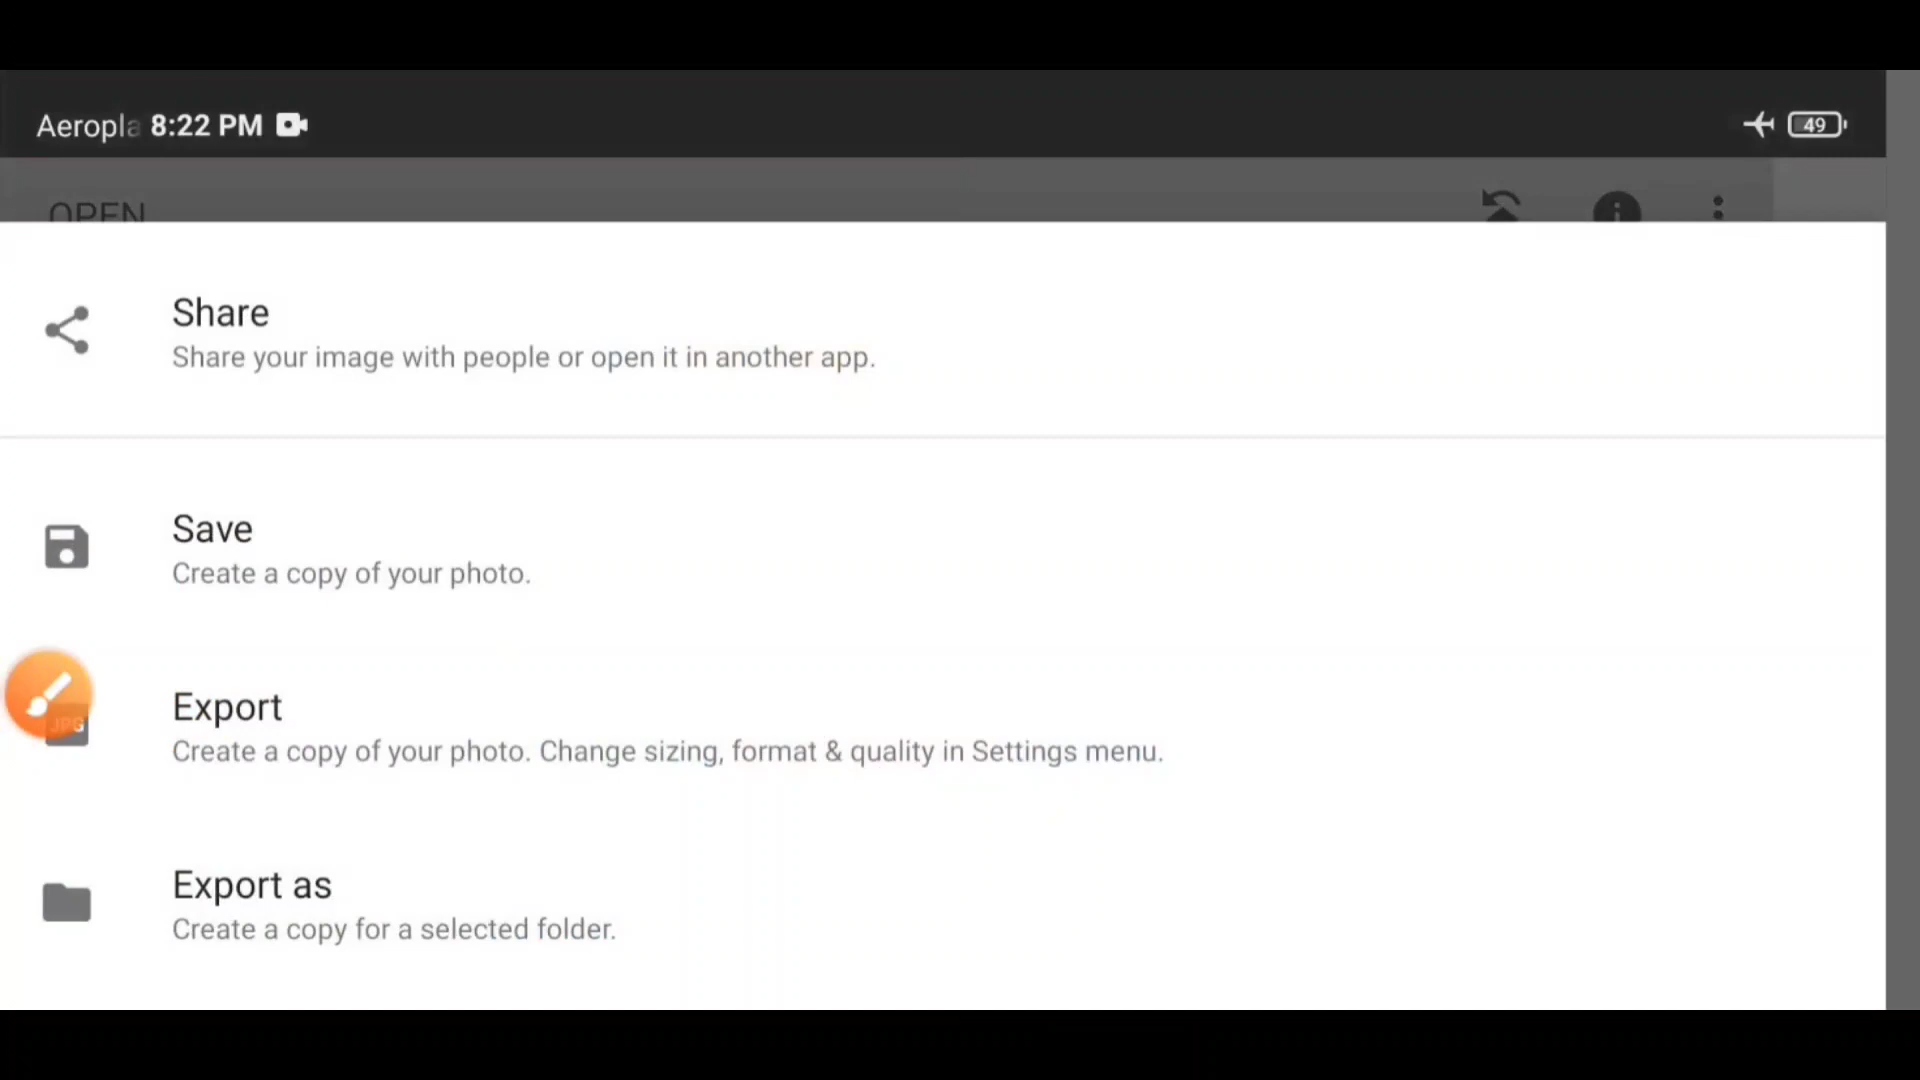 Aeropla 8:22 PM 49
OPEN
Share
Share your image with people or open it in another app.
Save
Create a copy of your photo.
JPG
Export
Create a copy of your photo. Change sizing, format & quality in Settings menu.
Export as
Create a copy for a selected folder.